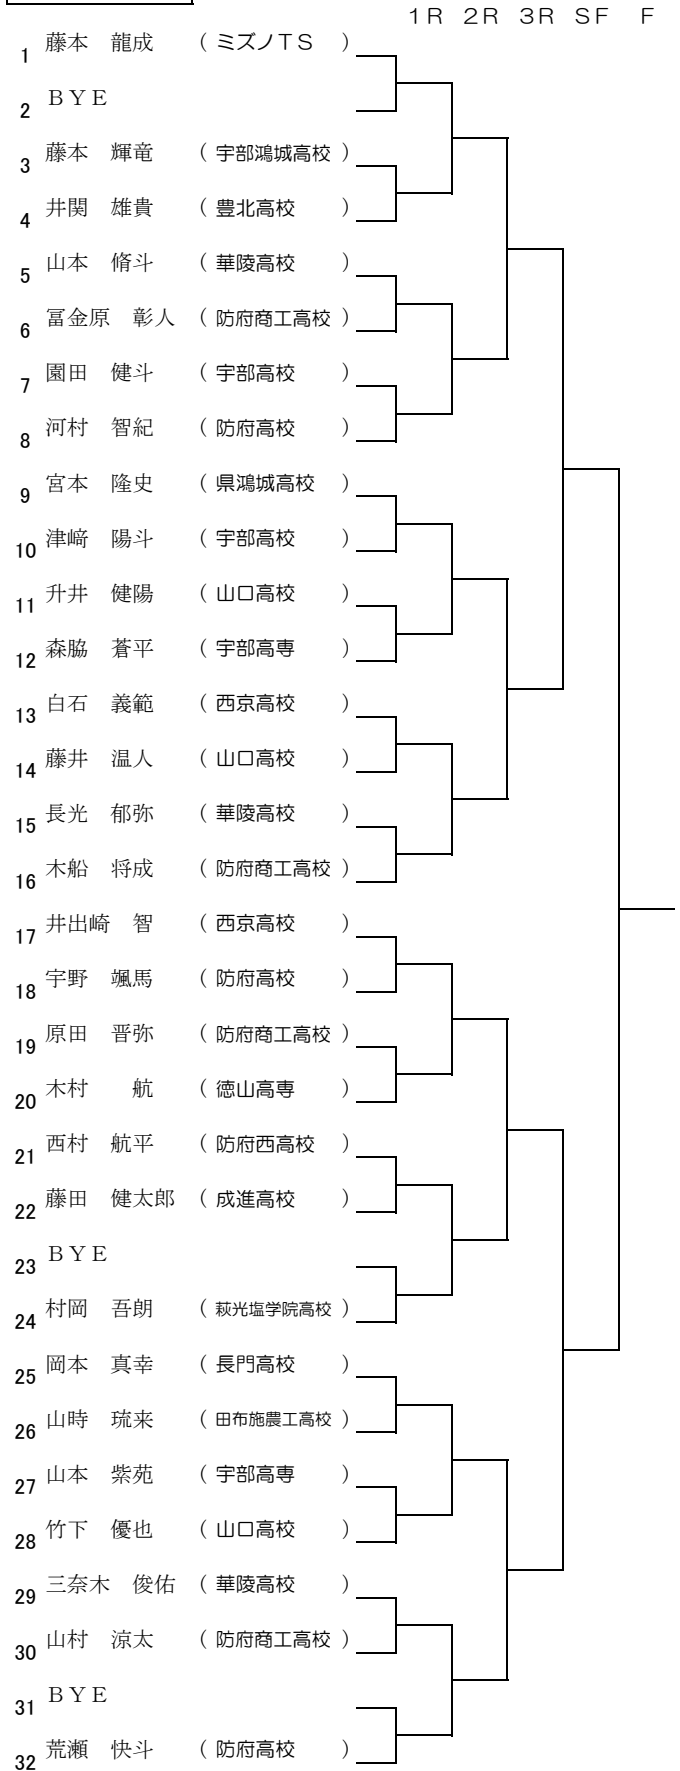 １Ｒ ２Ｒ ３Ｒ ＳＦ Ｆ
1 藤本　龍成 （ ミズノＴＳ ）
2 ＢＹＥ
3 藤本　輝竜 （ 宇部鴻城高校 ）
4 井関　雄貴 （ 豊北高校 ）
5 山本　脩斗 （ 華陵高校 ）
6 冨金原　彰人 （ 防府商工高校 ）
7 園田　健斗 （ 宇部高校 ）
8 河村　智紀 （ 防府高校 ）
9 宮本　隆史 （ 県鴻城高校 ）
10 津﨑　陽斗 （ 宇部高校 ）
11 升井　健陽 （ 山口高校 ）
12 森脇　蒼平 （ 宇部高専 ）
13 白石　義範 （ 西京高校 ）
14 藤井　温人 （ 山口高校 ）
15 長光　郁弥 （ 華陵高校 ）
16 木船　将成 （ 防府商工高校 ）
17 井出崎　智 （ 西京高校 ）
18 宇野　颯馬 （ 防府高校 ）
19 原田　晋弥 （ 防府商工高校 ）
20 木村　　航 （ 徳山高専 ）
21 西村　航平 （ 防府西高校 ）
22 藤田　健太郎 （ 成進高校 ）
23 ＢＹＥ
24 村岡　吾朗 （ 萩光塩学院高校 ）
25 岡本　真幸 （ 長門高校 ）
26 山時　琉来 （ 田布施農工高校 ）
27 山本　紫苑 （ 宇部高専 ）
28 竹下　優也 （ 山口高校 ）
29 三奈木　俊佑 （ 華陵高校 ）
30 山村　涼太 （ 防府商工高校 ）
31 ＢＹＥ
32 荒瀬　快斗 （ 防府高校 ）